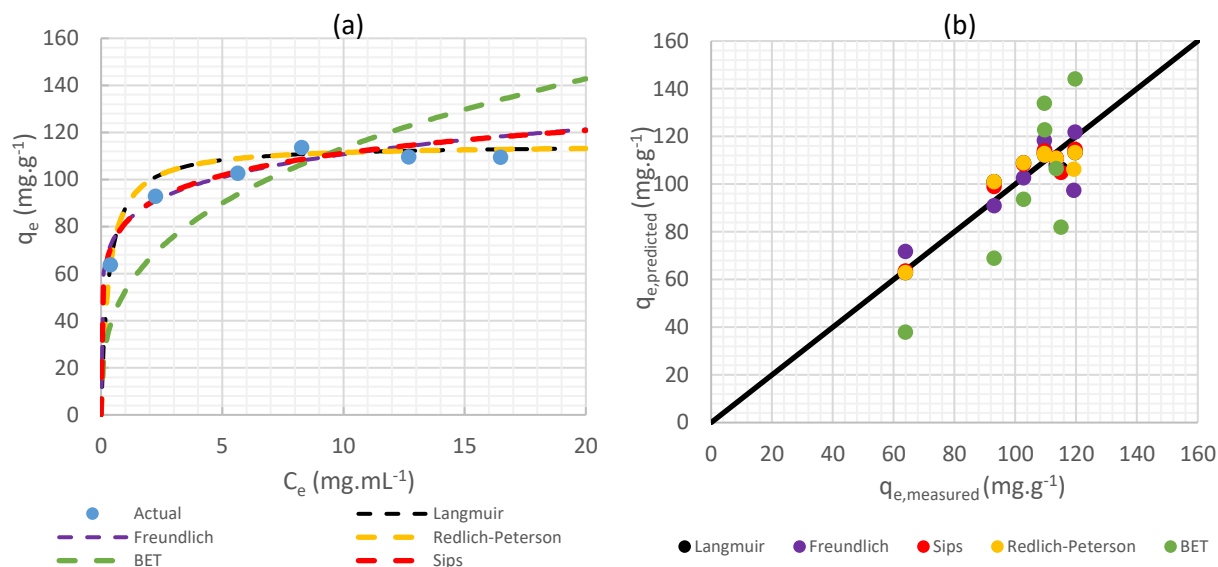 (a)
160
140
120
100
80
60
40
20
0
qₑ (mg.g⁻¹)
0 5 10 15 20
Cₑ (mg.mL⁻¹)
Actual Langmuir
Freundlich Redlich-Peterson
BET Sips
(b)
160
140
120
100
80
60
40
20
0
qₑ,predicted (mg.g⁻¹)
0 20 40 60 80 100 120 140 160
qₑ,measured (mg.g⁻¹)
Langmuir Freundlich Sips Redlich-Peterson BET